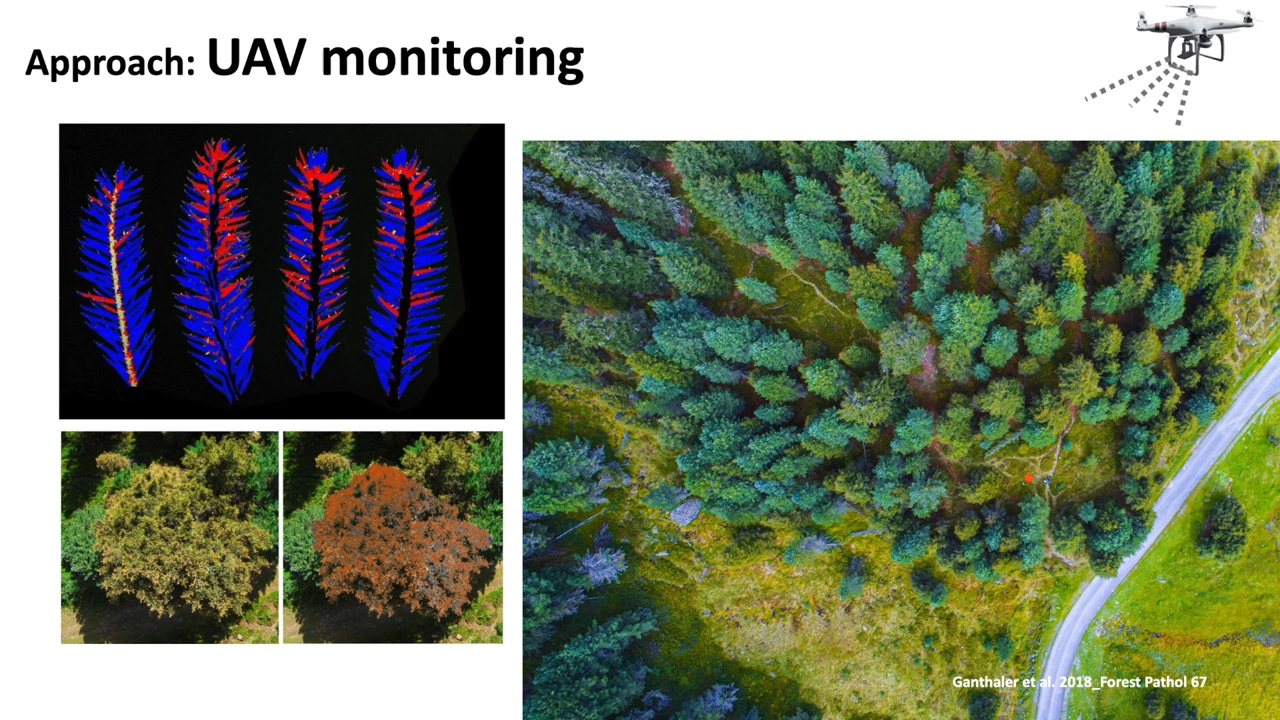 Approach: UAV monitoring
Ganthaler et al. 2018_Forest Pathol 67